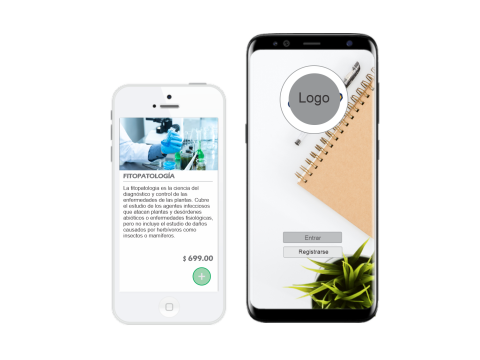 FITOPATOLOGÍA
La fitopatología es la ciencia del
diagnóstico y control de las
enfermedades de las plantas. Cubre
el estudio de los agentes infecciosos
que atacan plantas y desórdenes
abióticos o enfermedades fisiológicas,
pero no incluye el estudio de daños
causados por herbívoros como
insectos o mamíferos.
$ 699.00
+
Logo
Entrar
Registrarse